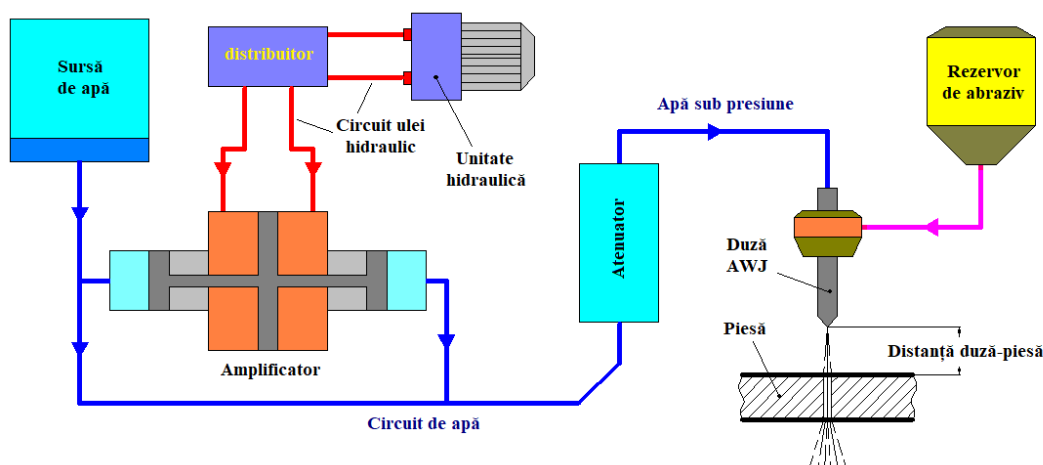 Sursă
de apă
distribuitor
Circuit ulei
hidraulic
Unitate
hidraulică
Amplificator
Circuit de apă
Atenuator
Apă sub presiune
Rezervor
de abraziv
Duză
AWJ
Piesă
Distanță duză-piesă